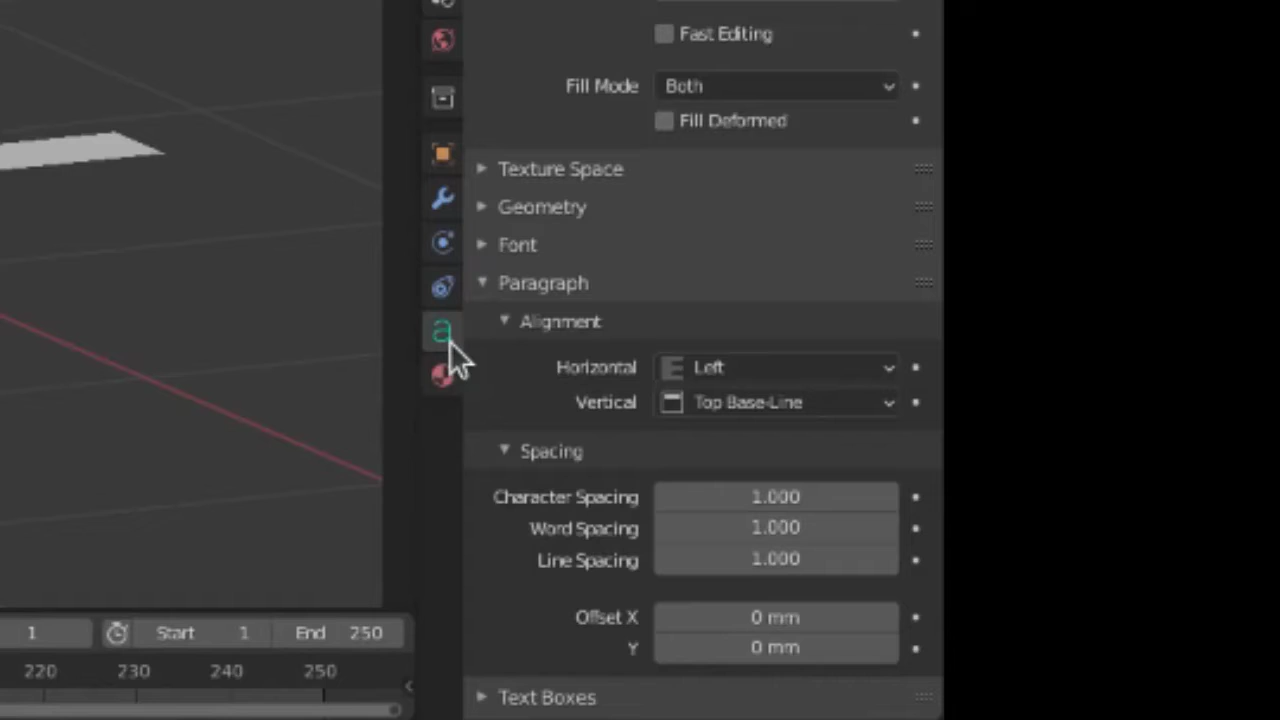 Fast Editing
Fill Mode Both
Fill Deformed
Texture Space
Geometry
Font
Paragraph
Alignment
Horizontal Left
Vertical Top Base-Line
Spacing
Character Spacing 1.000
Word Spacing 1.000
Line Spacing 1.000
Offset X 0 mm
Y 0 mm
Text Boxes
1 Start 1 End 250
220 230 240 250